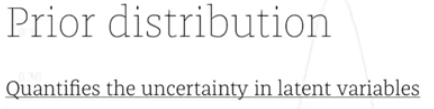 Prior distribution
Quantifies the uncertainty in latent variables